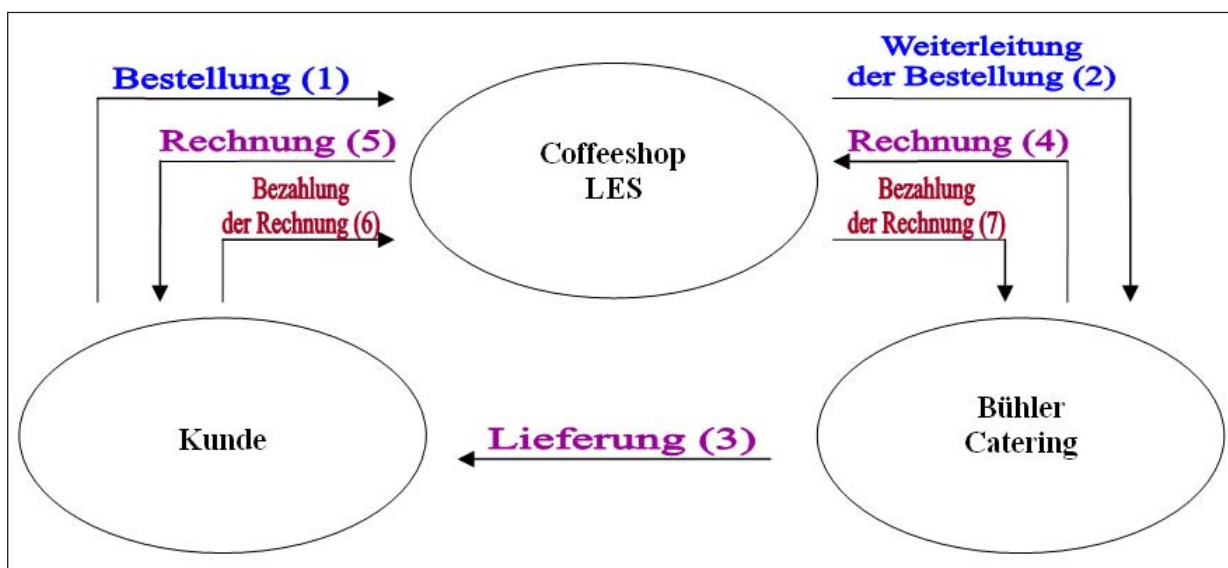 Weiterleitung
der Bestellung (2)
Bestellung (1)
Rechnung (5)
Rechnung (4)
Coffeeshop
LES
Bezahlung
der Rechnung (6)
Bezahlung
der Rechnung (7)
Kunde
Lieferung (3)
Bühler
Catering